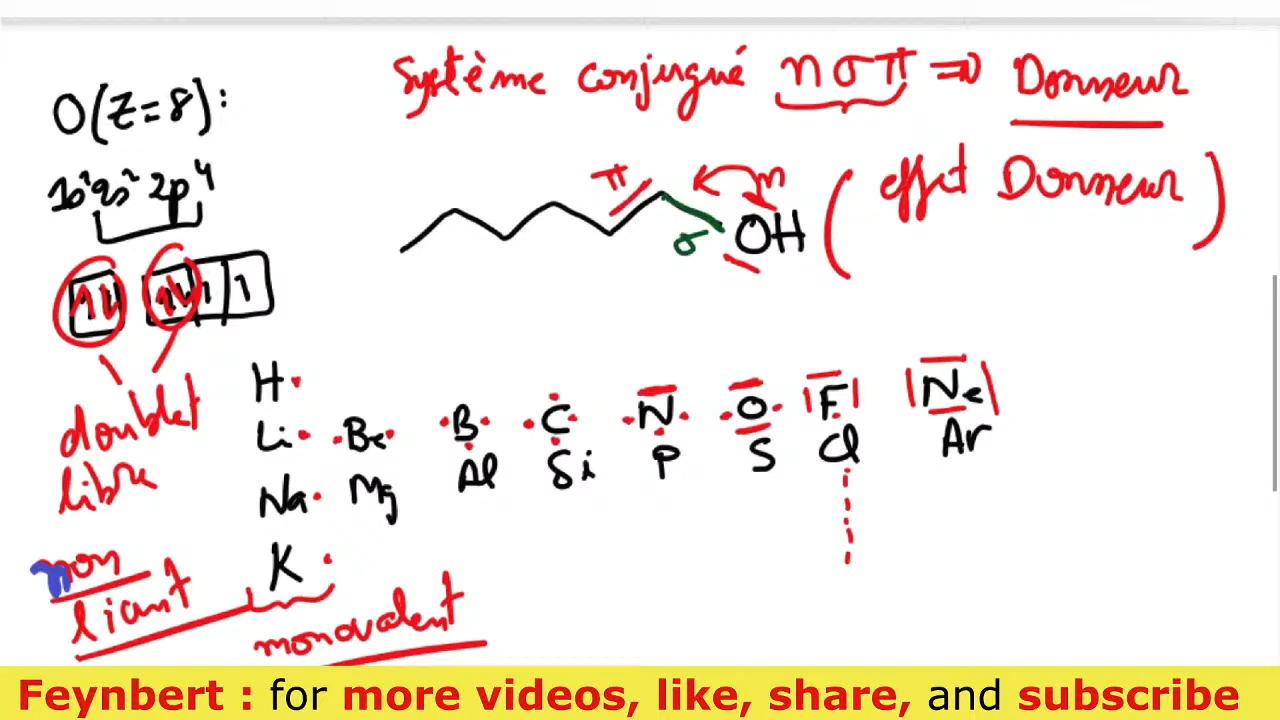 Système conjugué n σ π ⇒ Donneur
O(Z=8):
1s² 2s² 2p⁴
π n
σ OH
(effet Donneur)
doublet
libre
non
liant
H
Li Be B C N O F Ne
Na Mg Al Si P S Cl Ar
K
monovalent
Feynbert : for more videos, like, share, and subscribe